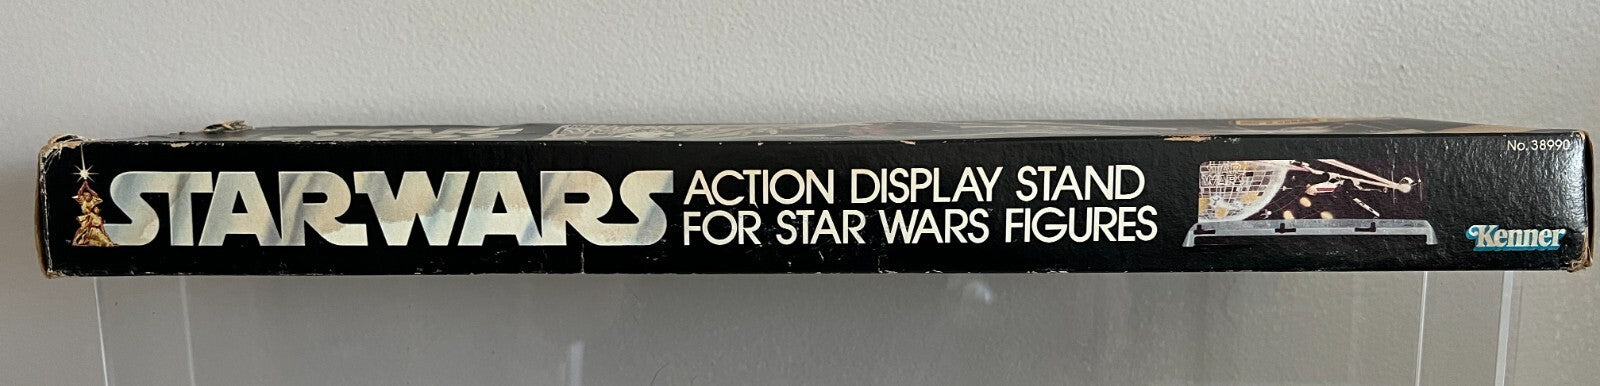 STAR WARS
ACTION DISPLAY STAND
FOR STAR WARS FIGURES
No. 38990
Kenner